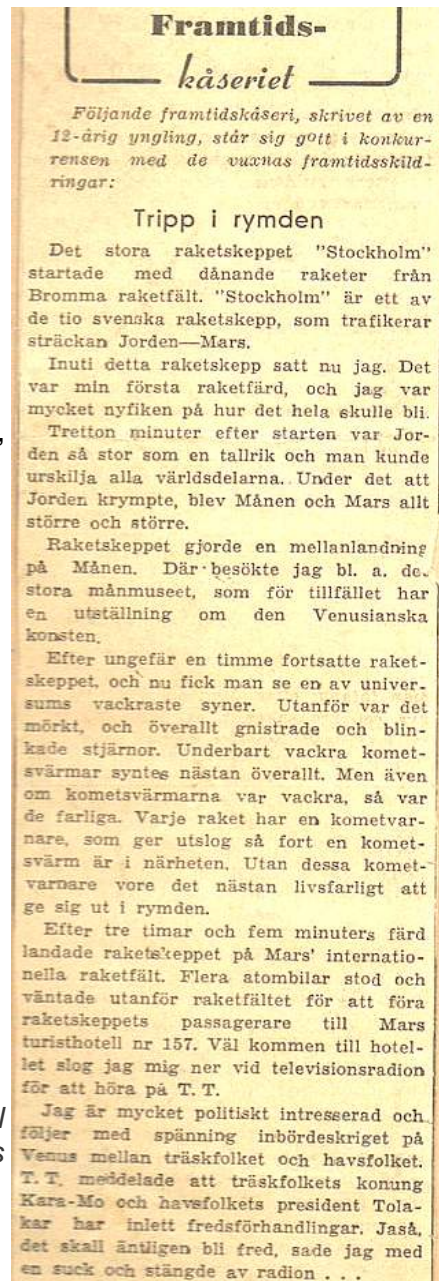 Framtids-
kåseriet
Följande framtidskåseri, skrivet av en
12-årig yngling, står sig gott i konkur-
rensen med de vuxnas framtidsskild-
ringar:
Tripp i rymden
Det stora raketskeppet "Stockholm"
startade med dånande raketer från
Bromma raketfält. "Stockholm" är ett av
de tio svenska raketskepp, som trafikerar
sträckan Jorden—Mars.
Inuti detta raketskepp satt nu jag. Det
var min första raketfärd, och jag var
mycket nyfiken på hur det hela skulle bli.
Tretton minuter efter starten var Jor-
den så stor som en tallrik och man kunde
urskilja alla världsdelarna. Under det att
Jorden krympte, blev Månen och Mars allt
större och större.
Raketskeppet gjorde en mellanlandning
på Månen. Där besökte jag bl. a. de
stora månmuseet, som för tillfället har
en utställning om den Venusianska
konsten.
Efter ungefär en timme fortsatte raket-
skeppet, och nu fick man se en av univer-
sums vackraste syner. Utanför var det
mörkt, och överallt gnistrade och blin-
kade stjärnor. Underbart vackra komet-
svärmar syntes nästan överallt. Men även
om kometsvärmarna var vackra, så var
de farliga. Varje raket har en kometvar-
nare, som ger utslog så fort en komet-
svärm är i närheten. Utan dessa komet-
varnare vore det nästan livsfarligt att
ge sig ut i rymden.
Efter tre timar och fem minuters färd
landade raketskeppet på Mars' internatio-
nella raketfält. Flera atombilar stod och
väntade utanför raketfältet för att föra
raketskeppets passagerare till Mars
turisthotell nr 157. Väl kommen till hotel-
let slog jag mig ner vid televisionsradion
för att höra på T. T.
Jag är mycket politiskt intresserad och
följer med spänning inbördeskriget på
Venus mellan träskfolket och havsfolket.
T. T. meddelade att träskfolkets konung
Kara-Mo och havsfolkets president Tola-
kar har inlett fredsförhandlingar. Jaså,
det skall äntligen bli fred, sade jag med
en suck och stängde av radion . . .